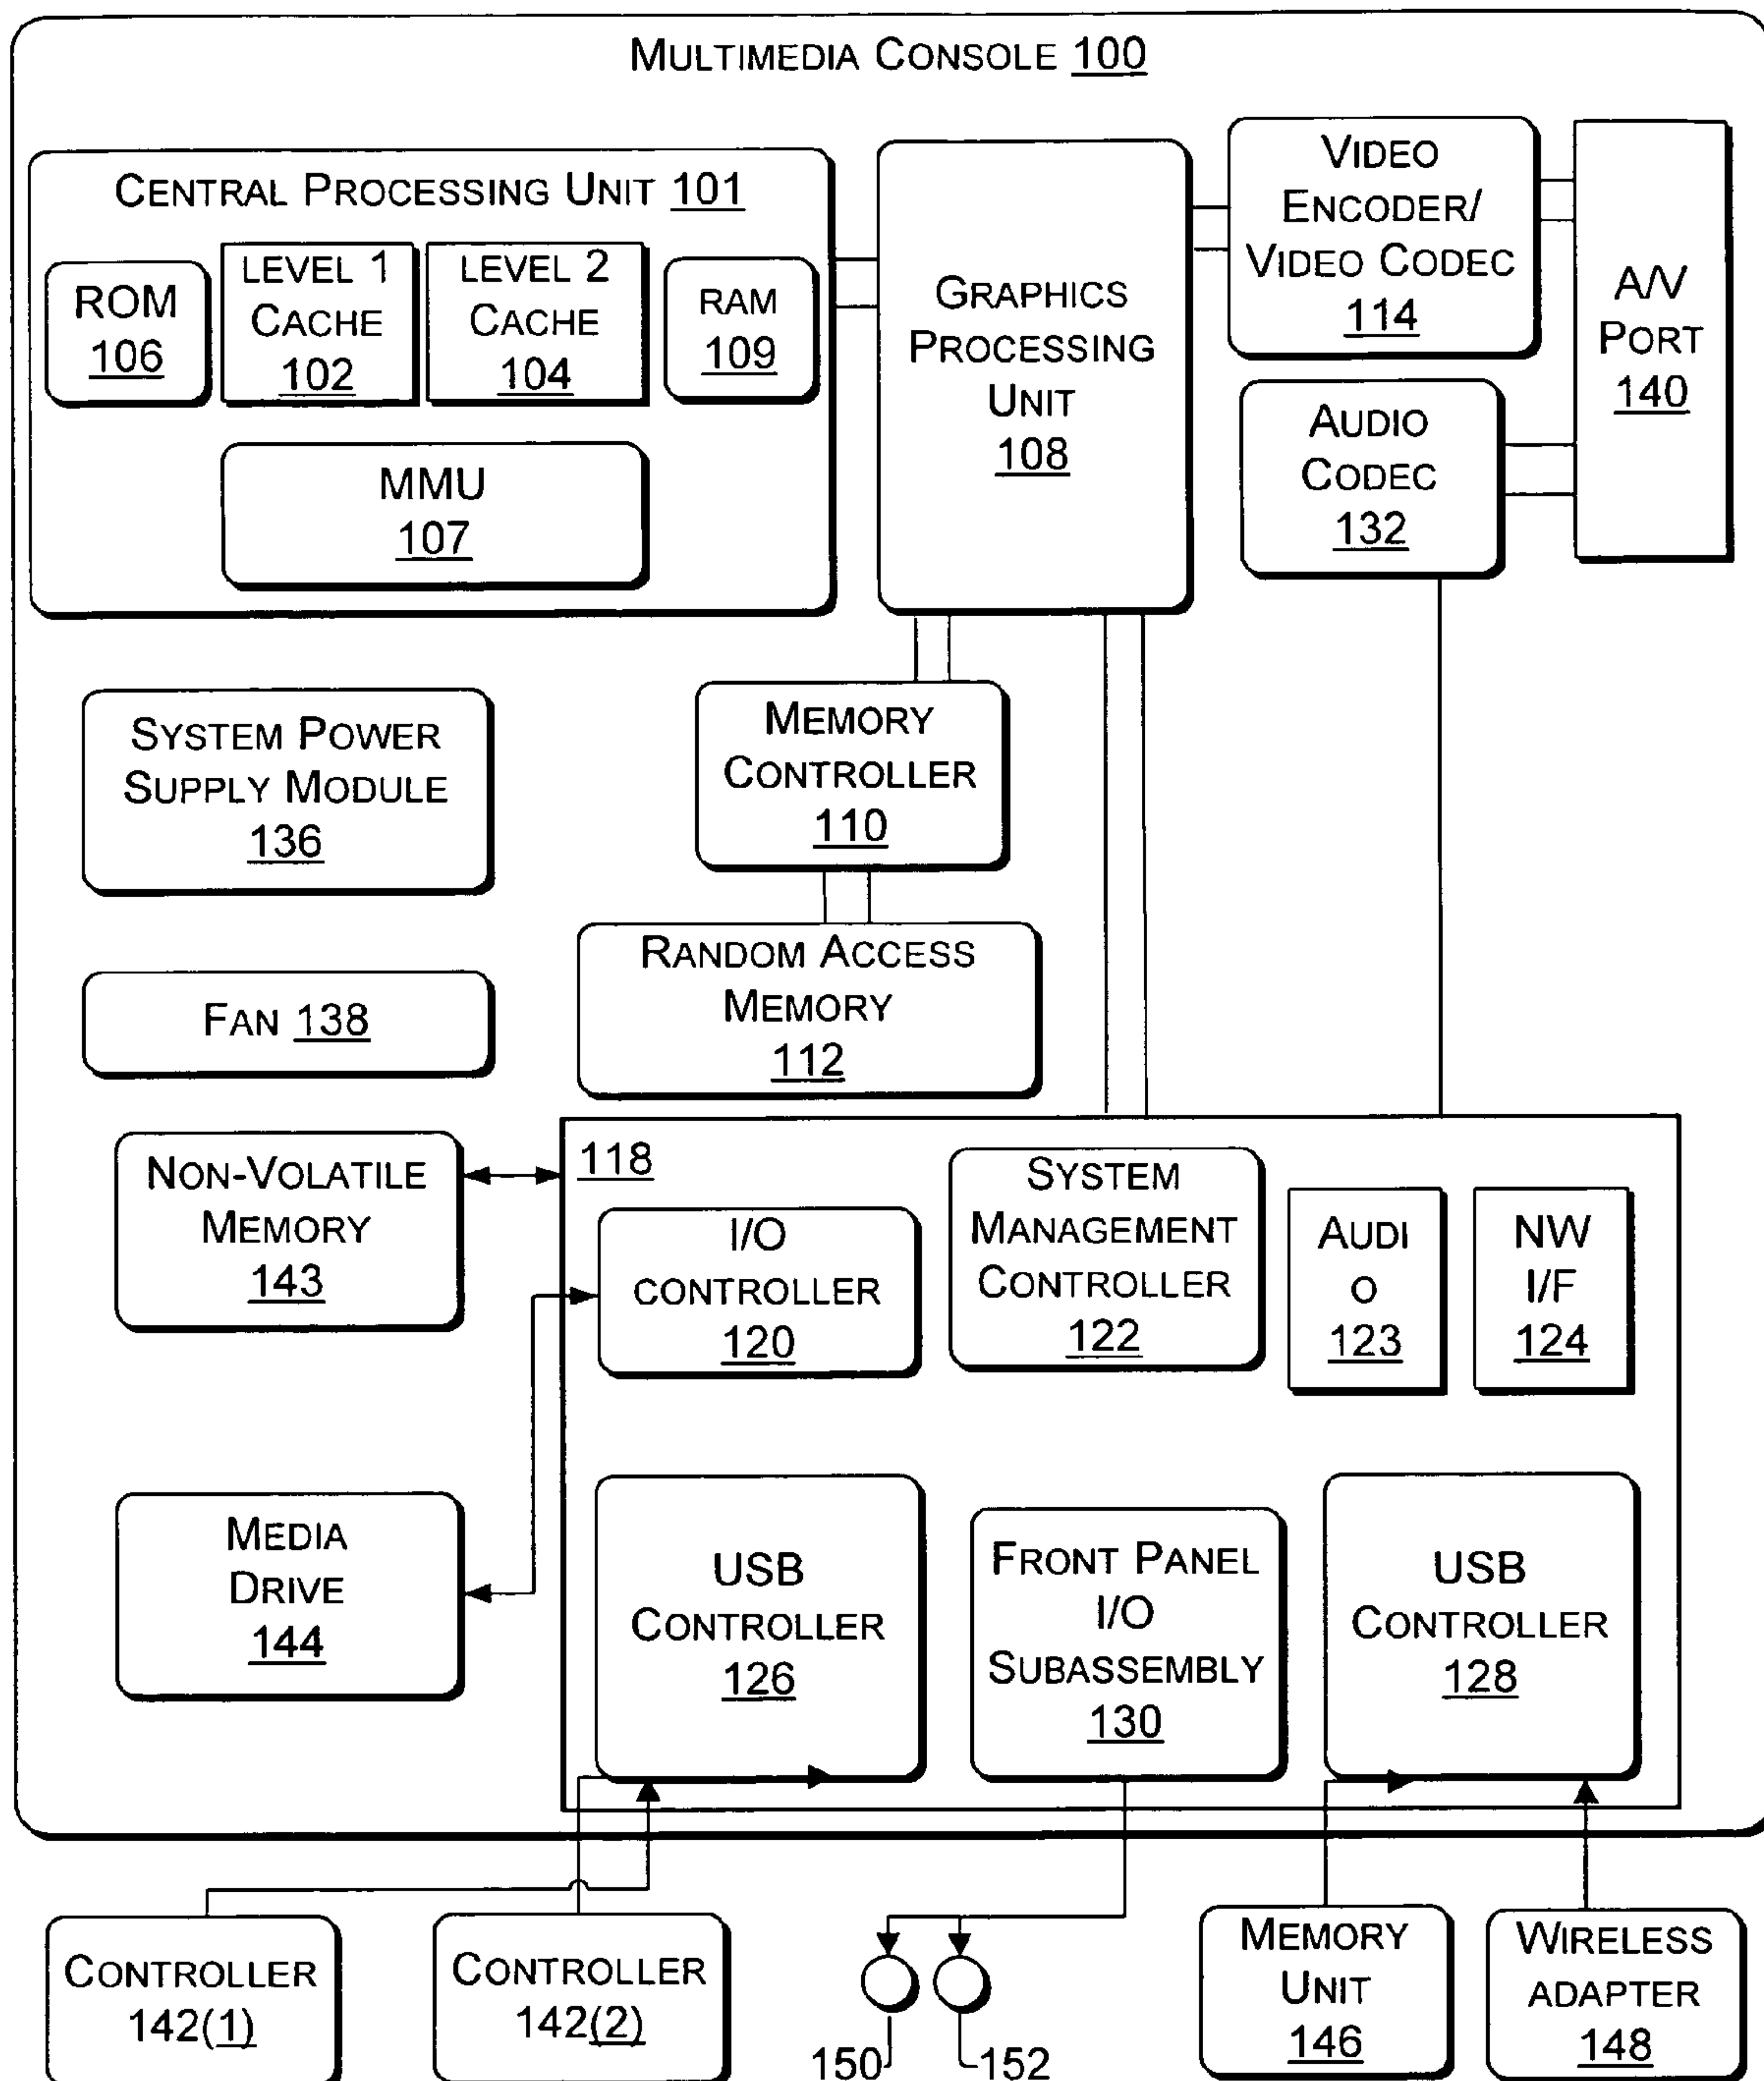 MULTIMEDIA CONSOLE 100
CENTRAL PROCESSING UNIT 101
ROM
106
LEVEL 1
CACHE
102
LEVEL 2
CACHE
104
RAM
109
MMU
107
GRAPHICS
PROCESSING
UNIT
108
VIDEO
ENCODER/
VIDEO CODEC
114
AUDIO
CODEC
132
A/V
PORT
140
SYSTEM POWER
SUPPLY MODULE
136
MEMORY
CONTROLLER
110
FAN 138
RANDOM ACCESS
MEMORY
112
NON-VOLATILE
MEMORY
143
118
I/O
CONTROLLER
120
SYSTEM
MANAGEMENT
CONTROLLER
122
AUDI
O
123
NW
I/F
124
MEDIA
DRIVE
144
USB
CONTROLLER
126
FRONT PANEL
I/O
SUBASSEMBLY
130
USB
CONTROLLER
128
CONTROLLER
142(1)
CONTROLLER
142(2)
150
152
MEMORY
UNIT
146
WIRELESS
ADAPTER
148